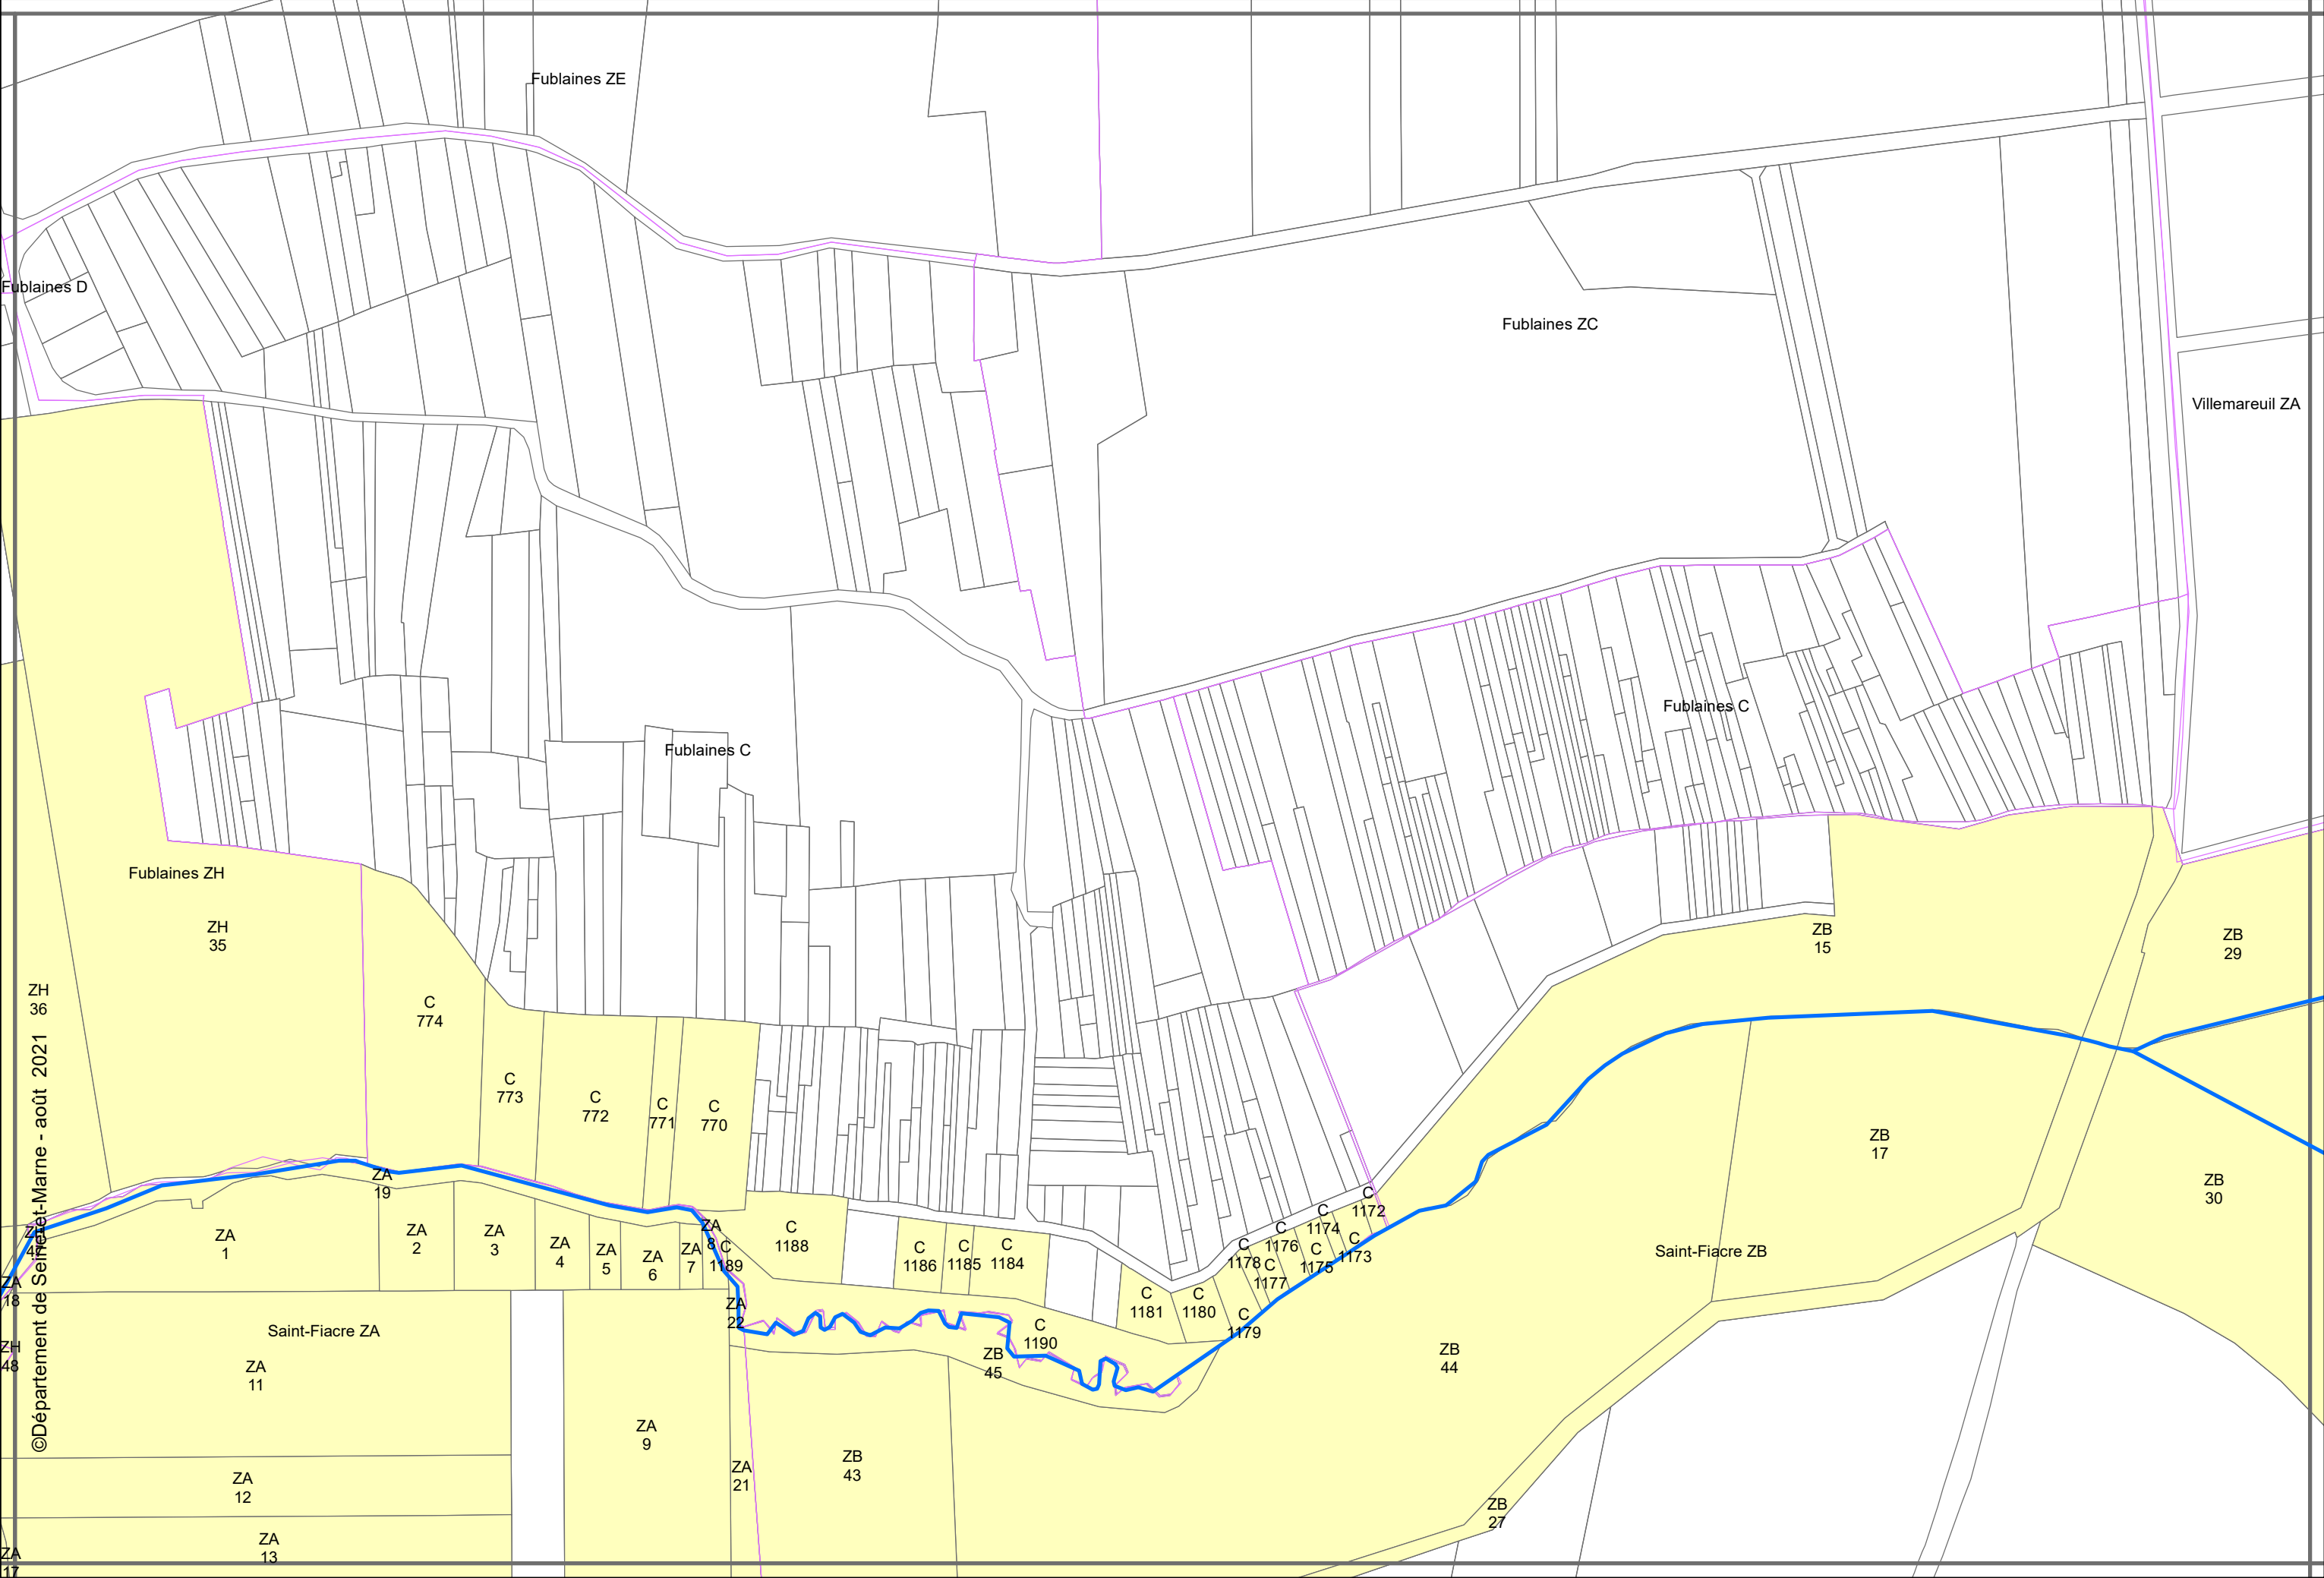 Fublaines ZE
Fublaines D
Fublaines ZC
Villemareuil ZA
Fublaines C
Fublaines C
Fublaines ZH
ZH
35
ZH
36
C
774
C
773
C
772
C
771
C
770
ZB
15
ZB
29
ZB
17
ZB
30
Saint-Fiacre ZB
ZA
19
ZA
1
ZA
2
ZA
3
ZA
4
ZA
5
ZA
6
ZA
7
ZA
8
C
1189
C
1188
C
1186
C
1185
C
1184
C
1181
C
1180
C
1179
C
1178
C
1177
C
1176
C
1175
C
1174
C
1173
C
1172
ZH
47
ZA
18
ZH
48
ZA
22
C
1190
ZB
45
ZB
44
Saint-Fiacre ZA
ZA
11
ZA
9
ZA
21
ZB
43
ZA
12
ZA
13
ZA
17
ZB
27
©Département de Seine-et-Marne - août 2021